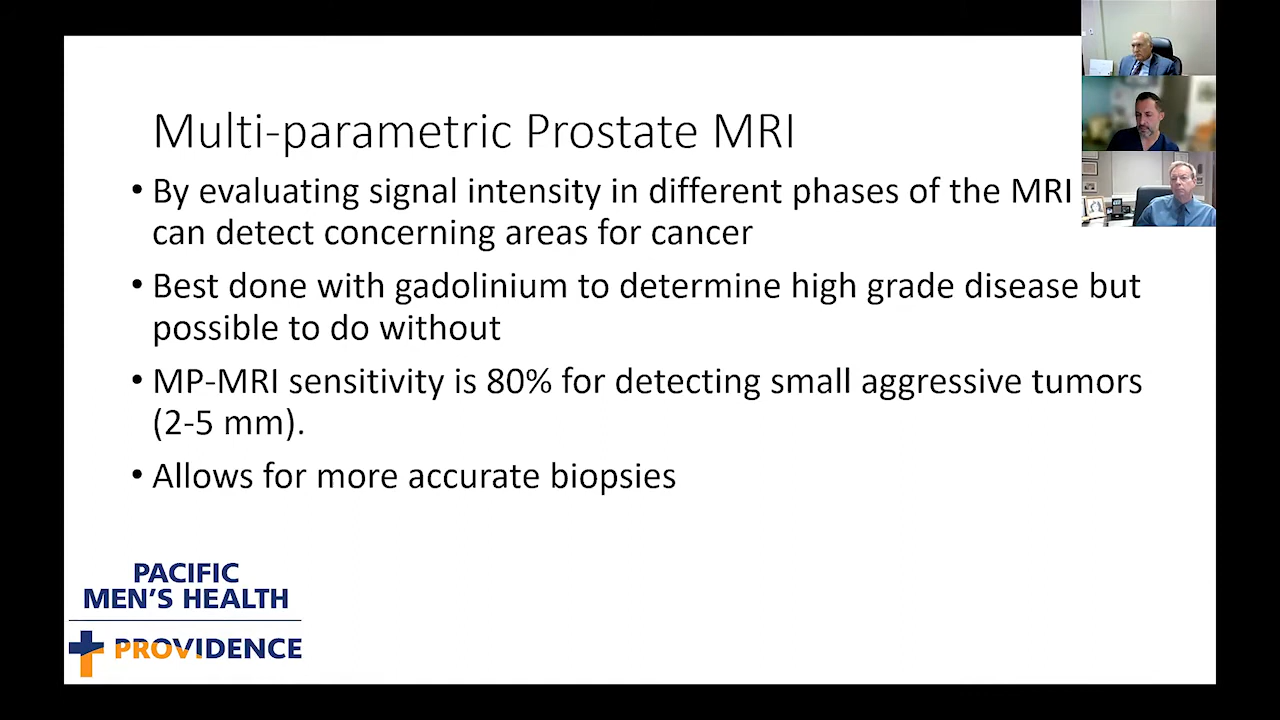 Multi-parametric Prostate MRI
• By evaluating signal intensity in different phases of the MRI
can detect concerning areas for cancer
• Best done with gadolinium to determine high grade disease but
possible to do without
• MP-MRI sensitivity is 80% for detecting small aggressive tumors
(2-5 mm).
• Allows for more accurate biopsies
PACIFIC
MEN'S HEALTH
PROVIDENCE